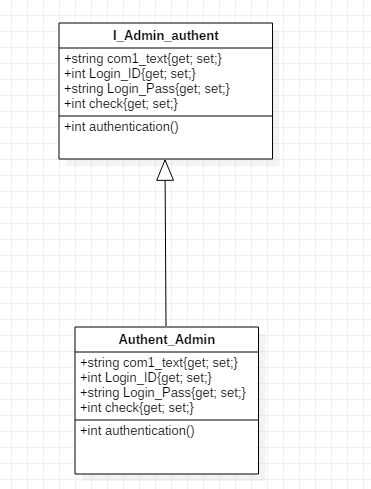 I_Admin_authent
+string com1_text{get; set;}
+int Login_ID{get; set;}
+string Login_Pass{get; set;}
+int check{get; set;}
+int authentication()
Authent_Admin
+string com1_text{get; set;}
+int Login_ID{get; set;}
+string Login_Pass{get; set;}
+int check{get; set;}
+int authentication()